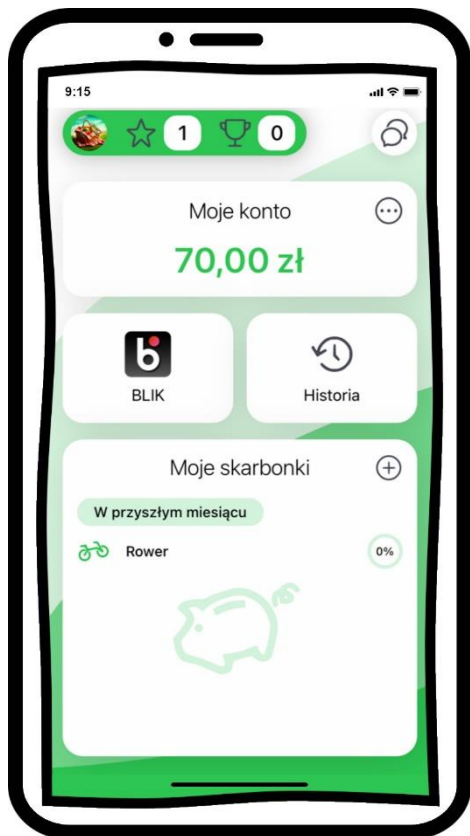 9:15
1 0
Moje konto
70,00 zł
BLIK Historia
Moje skarbonki
W przyszłym miesiącu
Rower 0%